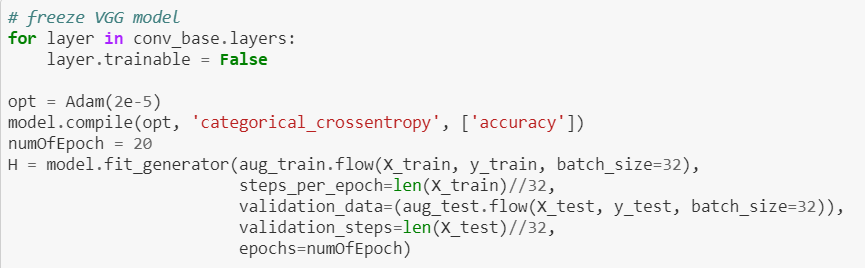 # freeze VGG model
for layer in conv_base.layers:
    layer.trainable = False

opt = Adam(2e-5)
model.compile(opt, 'categorical_crossentropy', ['accuracy'])
numOfEpoch = 20
H = model.fit_generator(aug_train.flow(X_train, y_train, batch_size=32),
                        steps_per_epoch=len(X_train)//32,
                        validation_data=(aug_test.flow(X_test, y_test, batch_size=32)),
                        validation_steps=len(X_test)//32,
                        epochs=numOfEpoch)